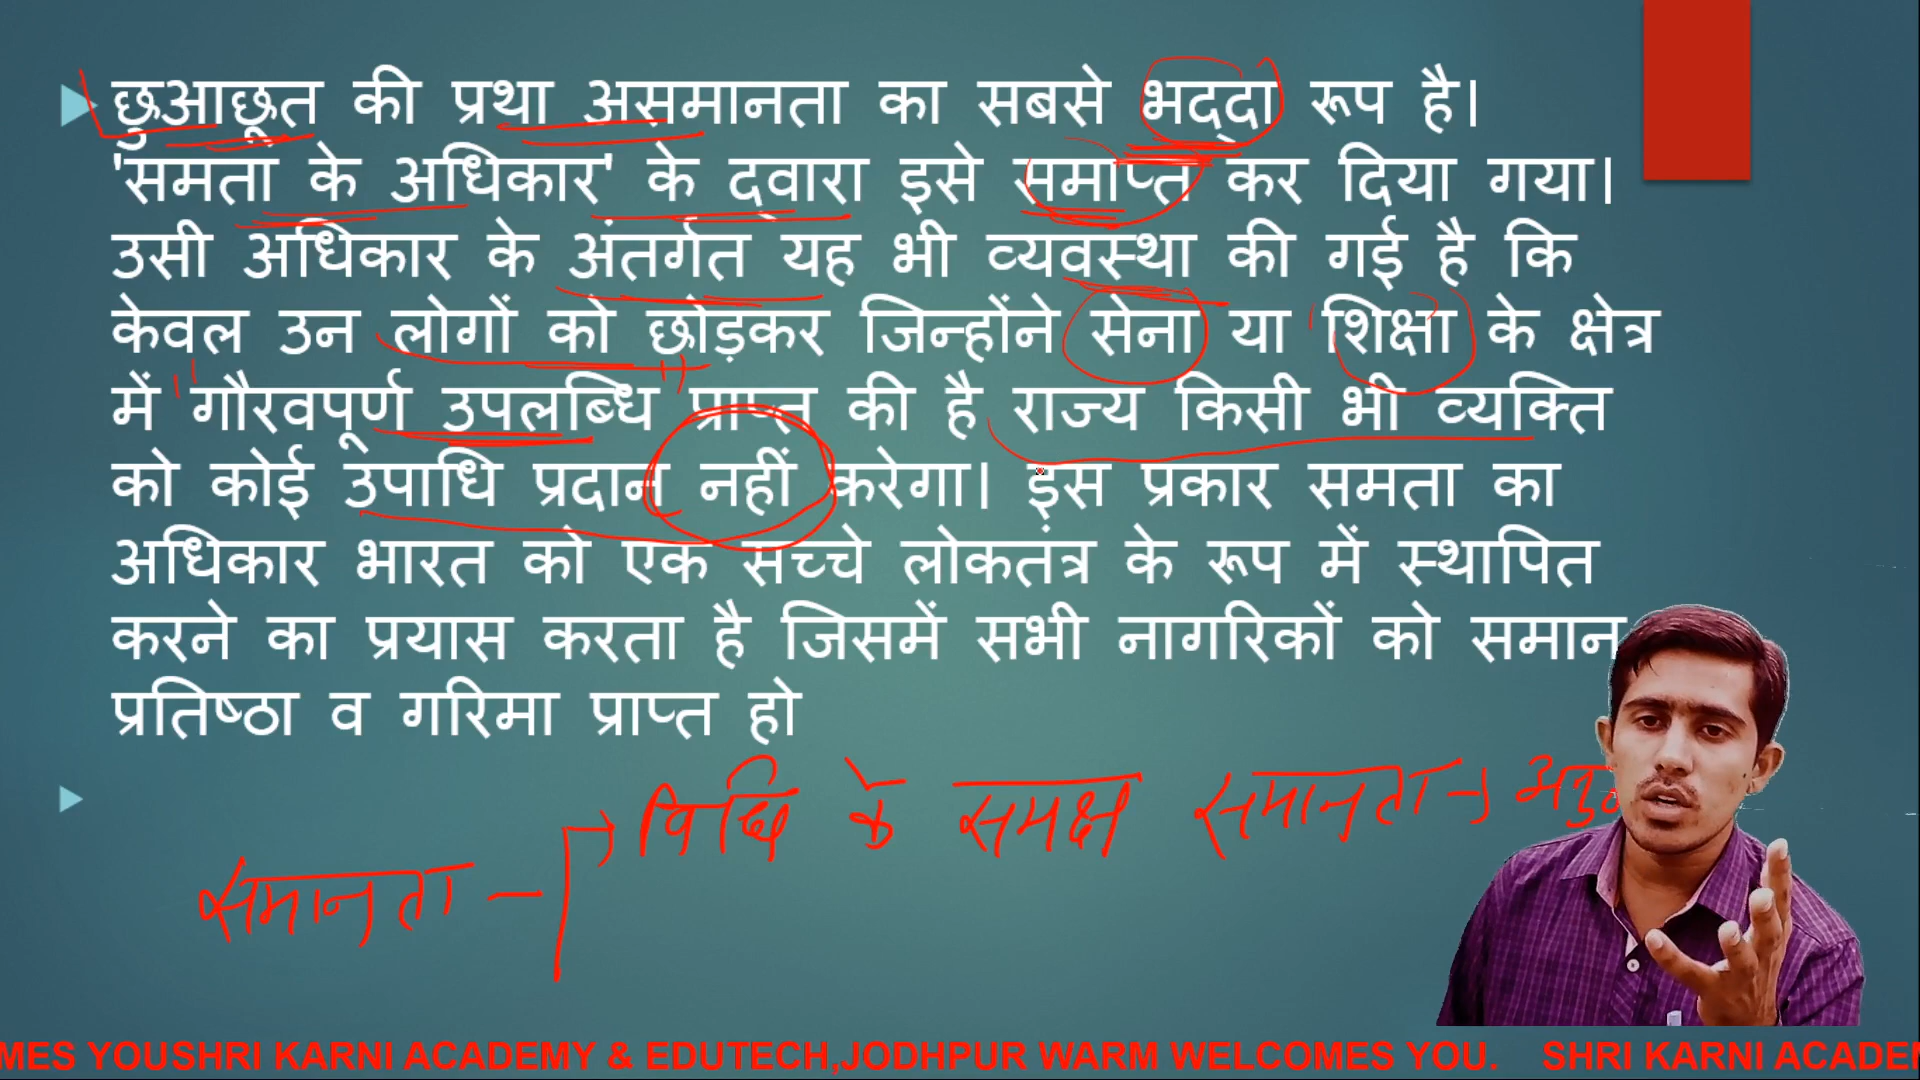 छुआछूत की प्रथा असमानता का सबसे भद्दा रूप है।
'समता के अधिकार' के द्वारा इसे समाप्त कर दिया गया।
उसी अधिकार के अंतर्गत यह भी व्यवस्था की गई है कि
केवल उन लोगों को छोड़कर जिन्होंने सेना या शिक्षा के क्षेत्र
में गौरवपूर्ण उपलब्धि प्राप्त की है राज्य किसी भी व्यक्ति
को कोई उपाधि प्रदान नहीं करेगा। इस प्रकार समता का
अधिकार भारत को एक सच्चे लोकतंत्र के रूप में स्थापित
करने का प्रयास करता है जिसमें सभी नागरिकों को समान
प्रतिष्ठा व गरिमा प्राप्त हो
विधि के समक्ष समानता
समानता
MES YOUSHRI KARNI ACADEMY & EDUTECH,JODHPUR WARM WELCOMES YOU. SHRI KARNI ACADEM